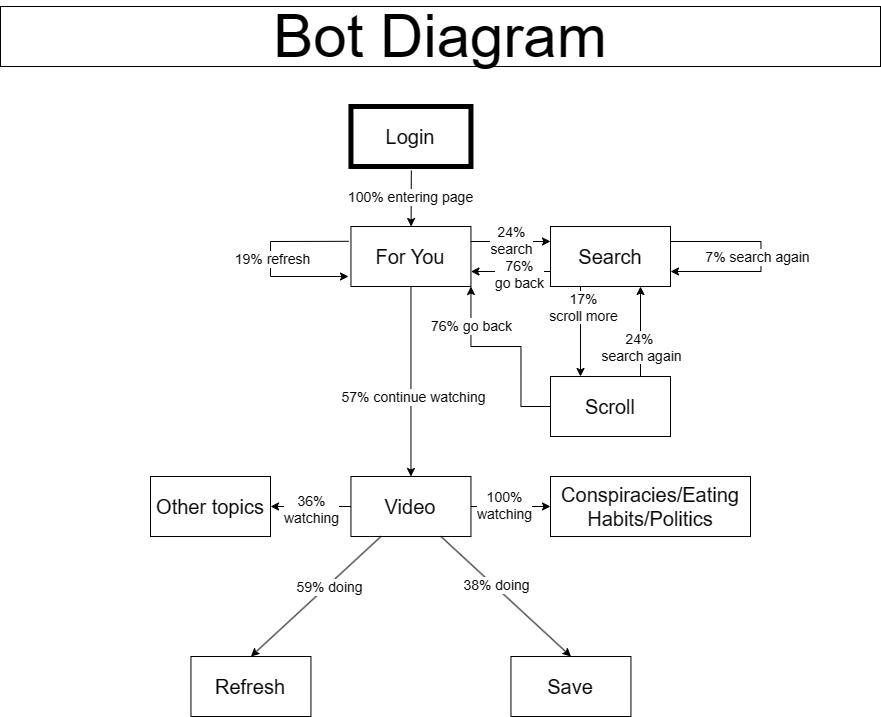 Bot Diagram
Login
100% entering page
For You
24%
search
76%
go back
Search
19% refresh
7% search again
17%
scroll more
76% go back
24%
search again
Scroll
57% continue watching
Other topics
36%
watching
Video
100%
watching
Conspiracies/Eating
Habits/Politics
59% doing
38% doing
Refresh
Save